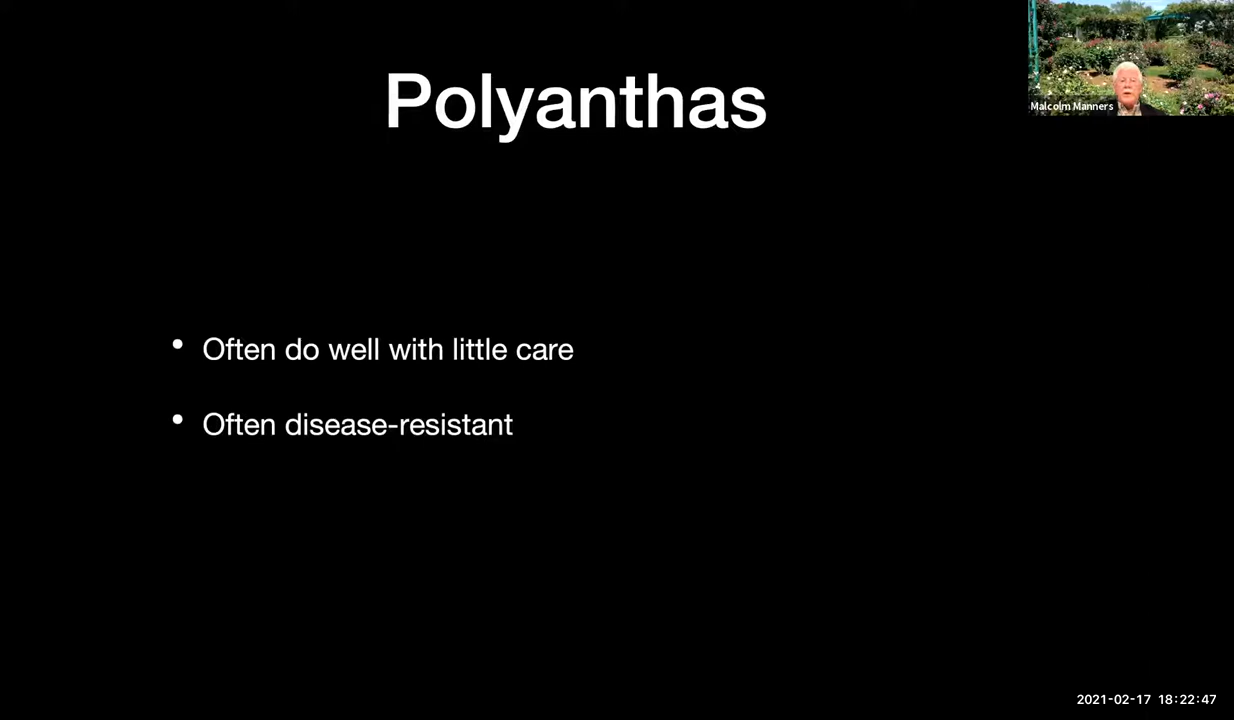 Polyanthas
Malcolm Manners
• Often do well with little care
• Often disease-resistant
2021-02-17 18:22:47